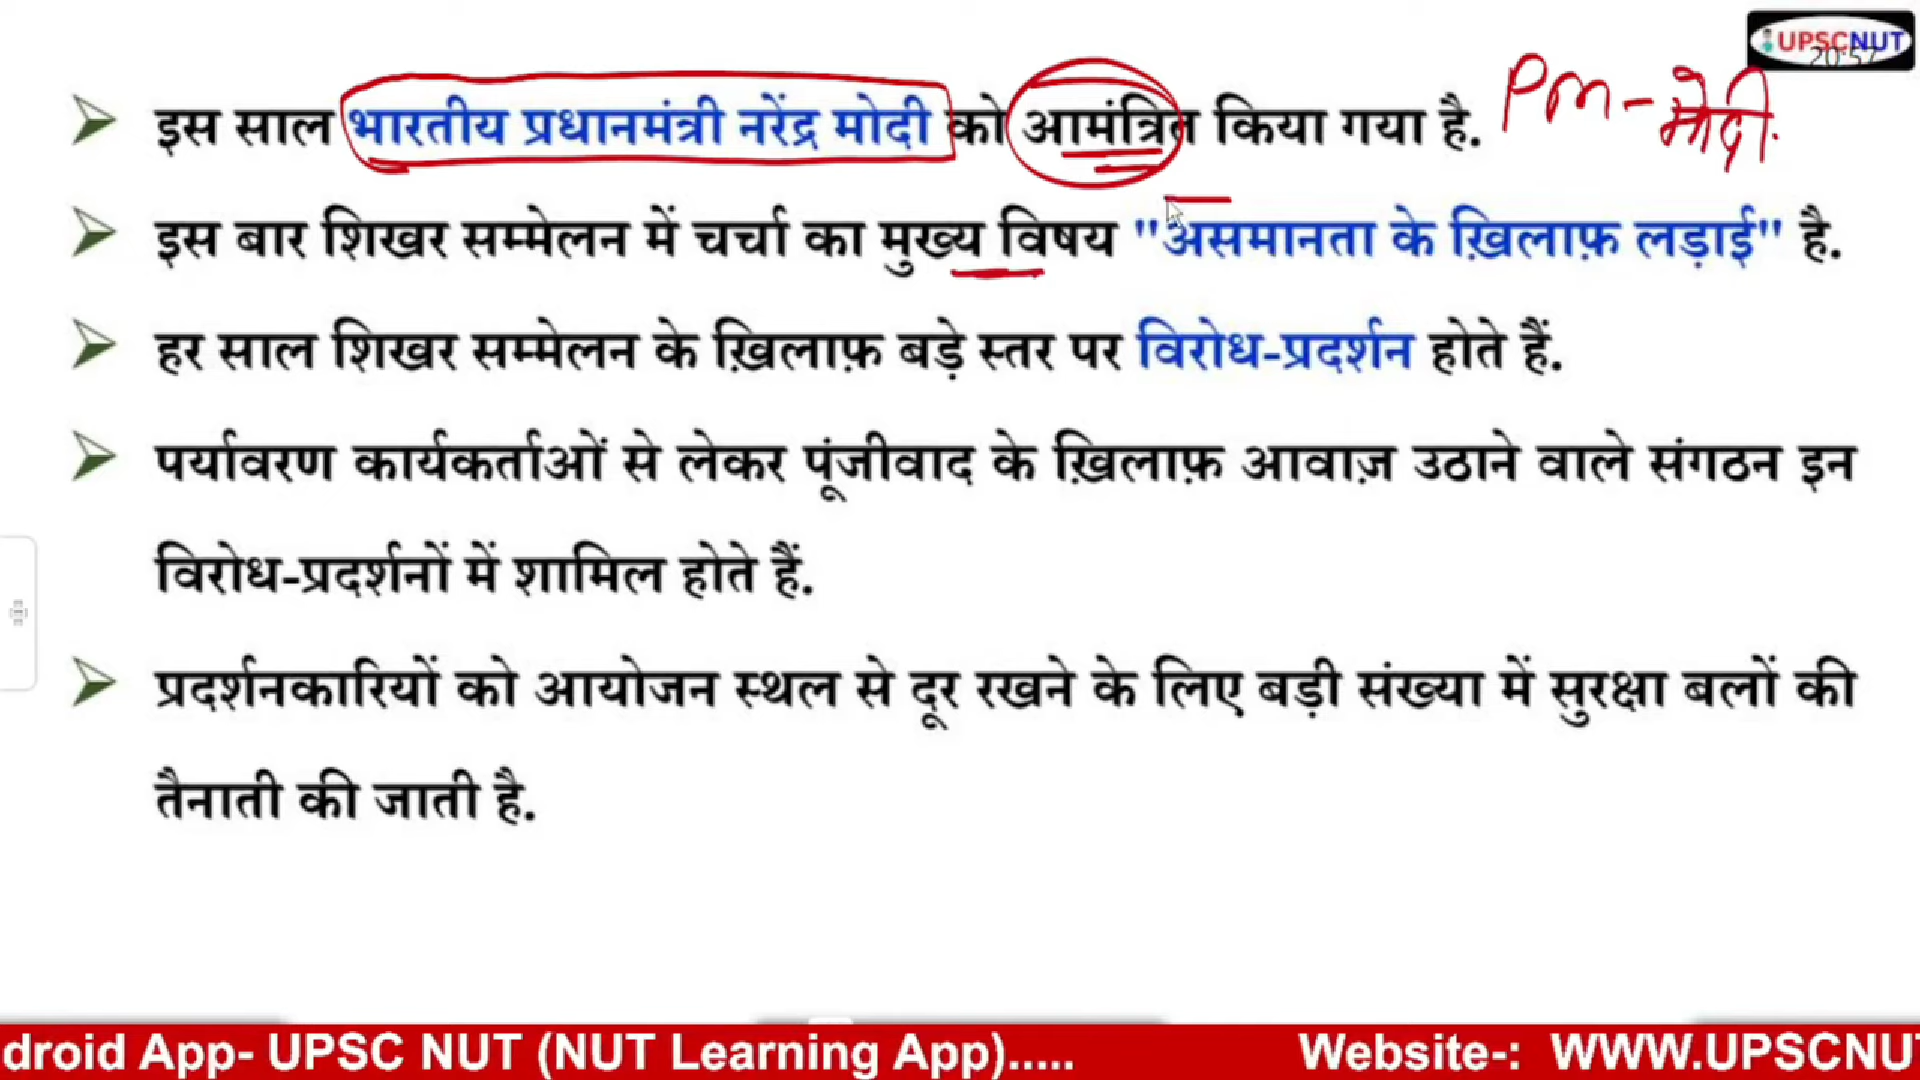 UPSCNUT
20:57
इस साल भारतीय प्रधानमंत्री नरेंद्र मोदी को आमंत्रित किया गया है. PM - मोदी.
इस बार शिखर सम्मेलन में चर्चा का मुख्य विषय "असमानता के ख़िलाफ़ लड़ाई" है.
हर साल शिखर सम्मेलन के ख़िलाफ़ बड़े स्तर पर विरोध-प्रदर्शन होते हैं.
पर्यावरण कार्यकर्ताओं से लेकर पूंजीवाद के ख़िलाफ़ आवाज़ उठाने वाले संगठन इन
विरोध-प्रदर्शनों में शामिल होते हैं.
प्रदर्शनकारियों को आयोजन स्थल से दूर रखने के लिए बड़ी संख्या में सुरक्षा बलों की
तैनाती की जाती है.
droid App- UPSC NUT (NUT Learning App)..... Website-: WWW.UPSCNUT